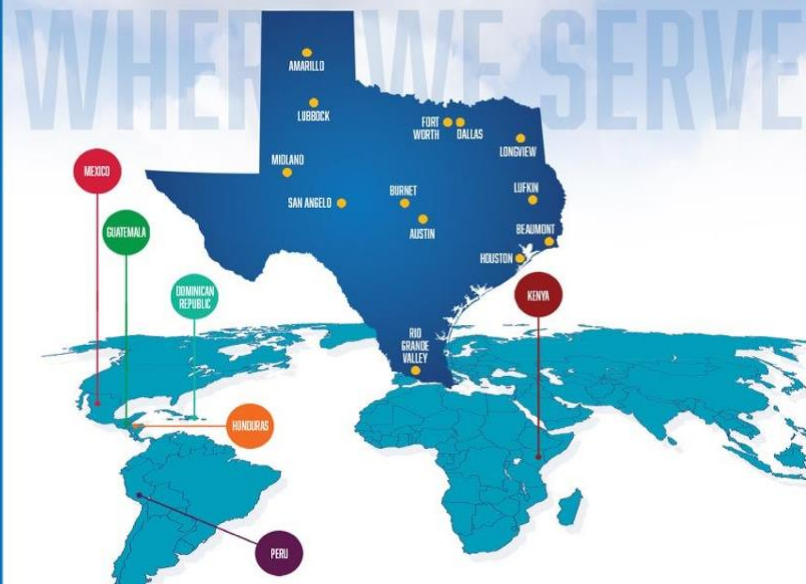 WHERE WE SERVE
AMARILLO
LUBBOCK
FORT
WORTH
DALLAS
LONGVIEW
MIDLAND
SAN ANGELO
BURNET
LUFKIN
AUSTIN
BEAUMONT
HOUSTON
RIO
GRANDE
VALLEY
MEXICO
GUATEMALA
DOMINICAN
REPUBLIC
KENYA
HONDURAS
PERU